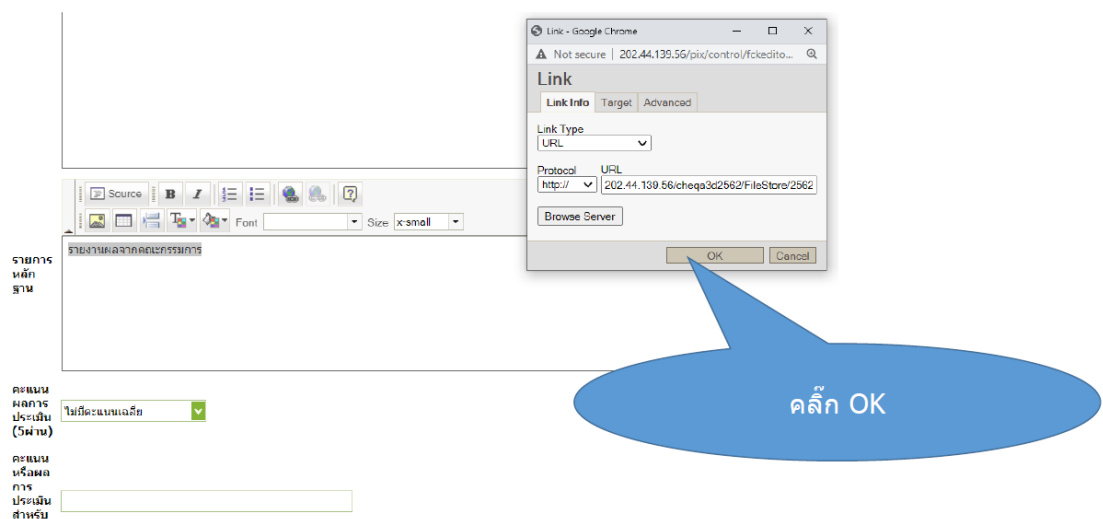 Link - Google Chrome
Not secure | 202.44.139.56/pix/control/fckedito...
Link
Link Info Target Advanced
Link Type
URL
Protocol URL
http:// 202.44.139.56/cheqa3d2562/FileStore/2562
Browse Server
OK Cancel
Source B I
Font Size x-small
รายการ
หลัก
ฐาน
รายงานผลจากคณะกรรมการ
คลิ๊ก OK
คะแนน
ผลการ
ประเมิน
(5ผ่าน)
ไม่มีคะแนนเฉลี่ย
คะแนน
หรือผล
การ
ประเมิน
สำหรับ